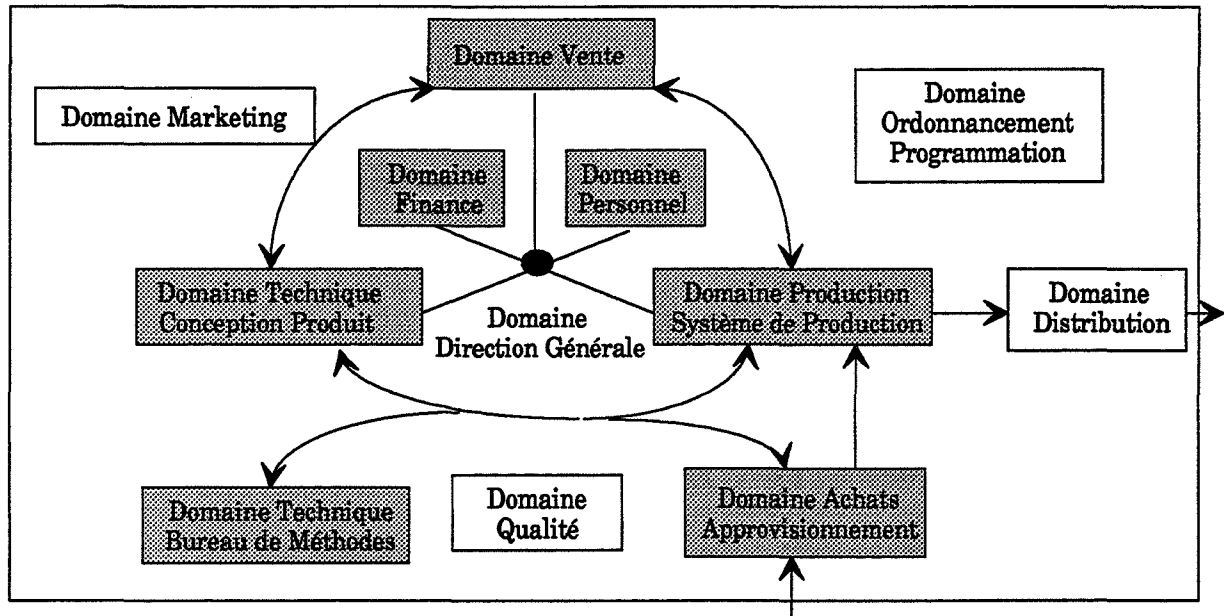 Domaine Vente
Domaine Marketing
Domaine
Ordonnancement
Programmation
Domaine
Finance
Domaine
Personnel
Domaine Technique
Conception Produit
Domaine
Direction Générale
Domaine Production
Système de Production
Domaine
Distribution
Domaine Technique
Bureau de Méthodes
Domaine
Qualité
Domaine Achats
Approvisionnement